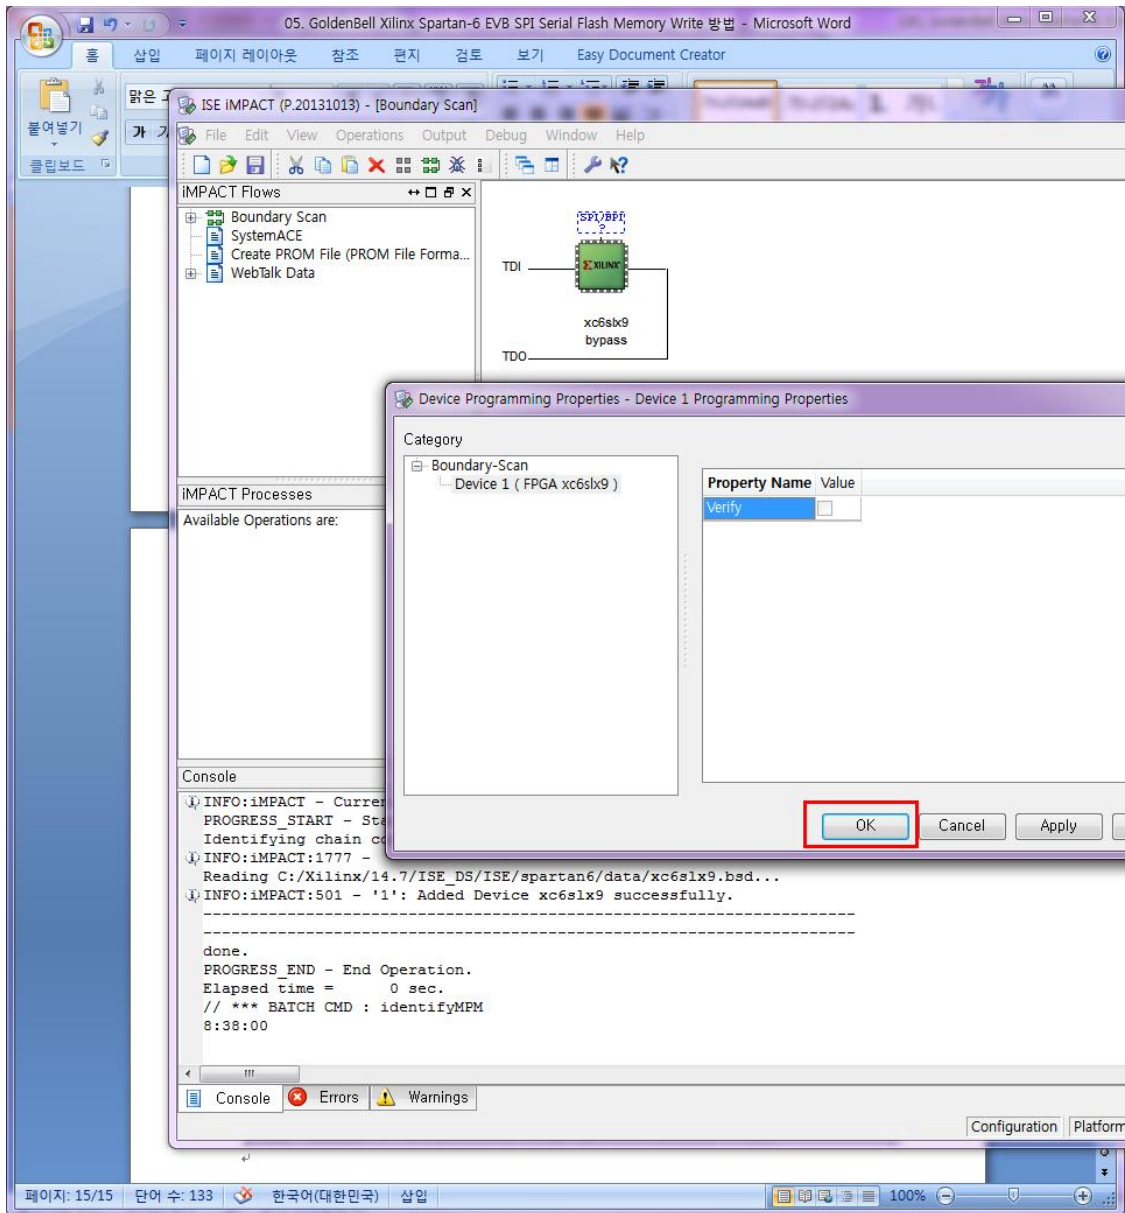 05. GoldenBell Xilinx Spartan-6 EVB SPI Serial Flash Memory Write 방법 - Microsoft Word
홈 삽입 페이지 레이아웃 참조 편지 검토 보기 Easy Document Creator
붙여넣기
맑은
가
클립보드
ISE iMPACT (P.20131013) - [Boundary Scan]
File Edit View Operations Output Debug Window Help
iMPACT Flows
Boundary Scan
SystemACE
Create PROM File (PROM File Forma...
WebTalk Data
SPI/BPI
?
TDI
XILINX
xc6slx9
bypass
TDO
Device Programming Properties - Device 1 Programming Properties
Category
Boundary-Scan
Device 1 ( FPGA xc6slx9 )
Property Name Value
Verify
iMPACT Processes
Available Operations are:
OK Cancel Apply
Console
INFO:iMPACT - Curre
PROGRESS_START - Sta
Identifying chain co
INFO:iMPACT:1777 -
Reading C:/Xilinx/14.7/ISE_DS/ISE/spartan6/data/xc6slx9.bsd...
INFO:iMPACT:501 - '1': Added Device xc6slx9 successfully.
----------------------------------------------------------------------
----------------------------------------------------------------------
done.
PROGRESS_END - End Operation.
Elapsed time =      0 sec.
// *** BATCH CMD : identifyMPM
8:38:00
Console Errors Warnings
Configuration Platform
페이지: 15/15 단어 수: 133 한국어(대한민국) 삽입 100%